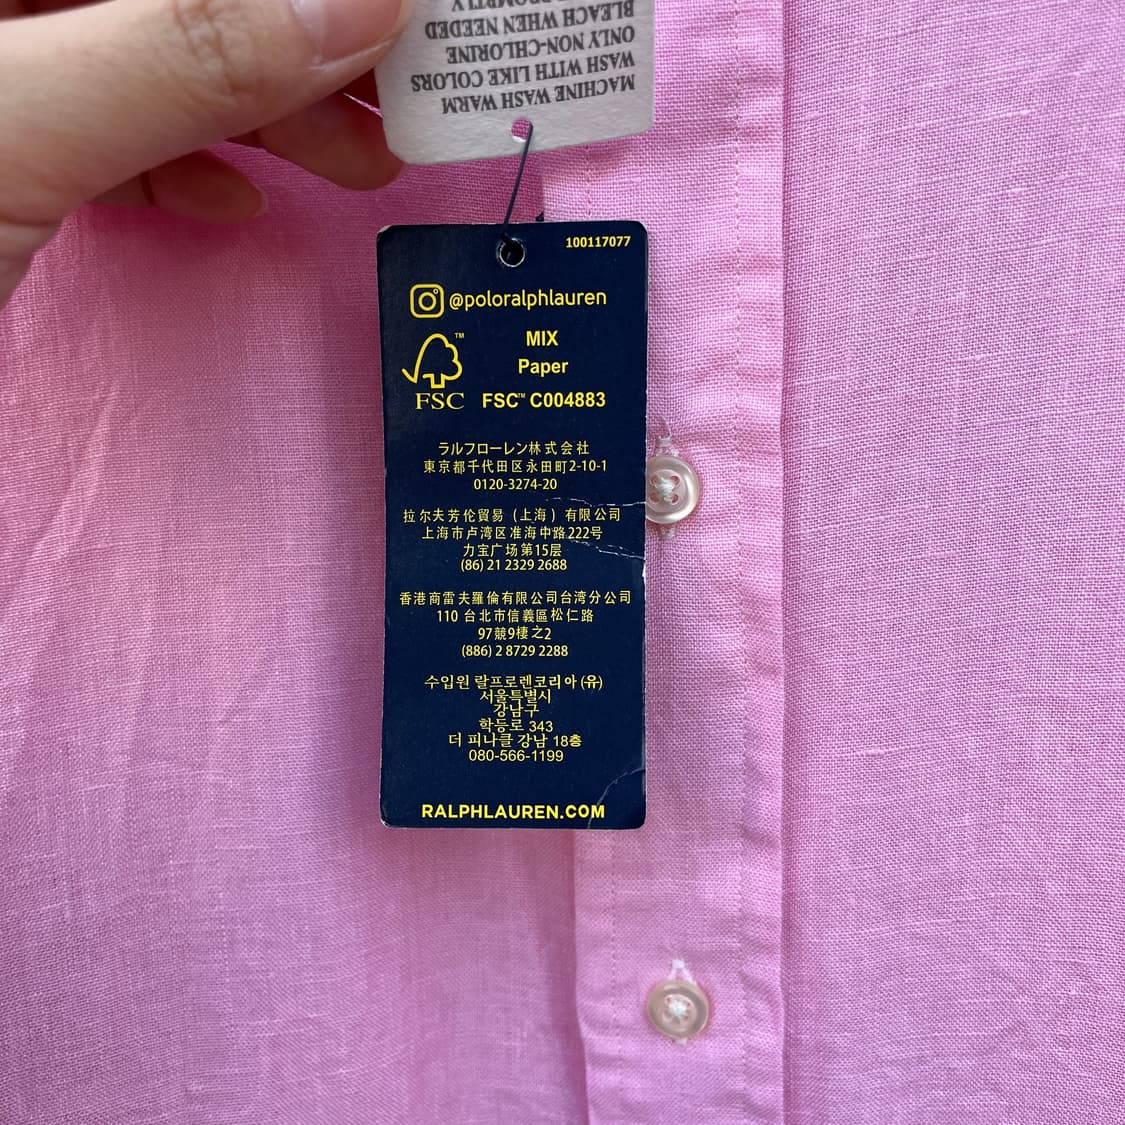 MACHINE WASH WARM
WASH WITH LIKE COLORS
ONLY NON-CHLORINE
BLEACH WHEN NEEDED
100117077
@poloralphlauren
MIX
Paper
FSC™ C004883
FSC
ラルフローレン株式会社
東京都千代田区永田町2-10-1
0120-3274-20
拉尔夫劳伦貿易(上海)有限公司
上海市卢湾区淮海中路222号
力宝广场第15层
(86) 21 2329 2688
香港商雷夫羅倫有限公司台湾分公司
110 台北市信義區松仁路
97號9樓之2
(886) 2 8729 2288
수입원 랄프로렌코리아(유)
서울특별시
강남구
학동로 343
더 피나클 강남 18층
080-566-1199
RALPHLAUREN.COM